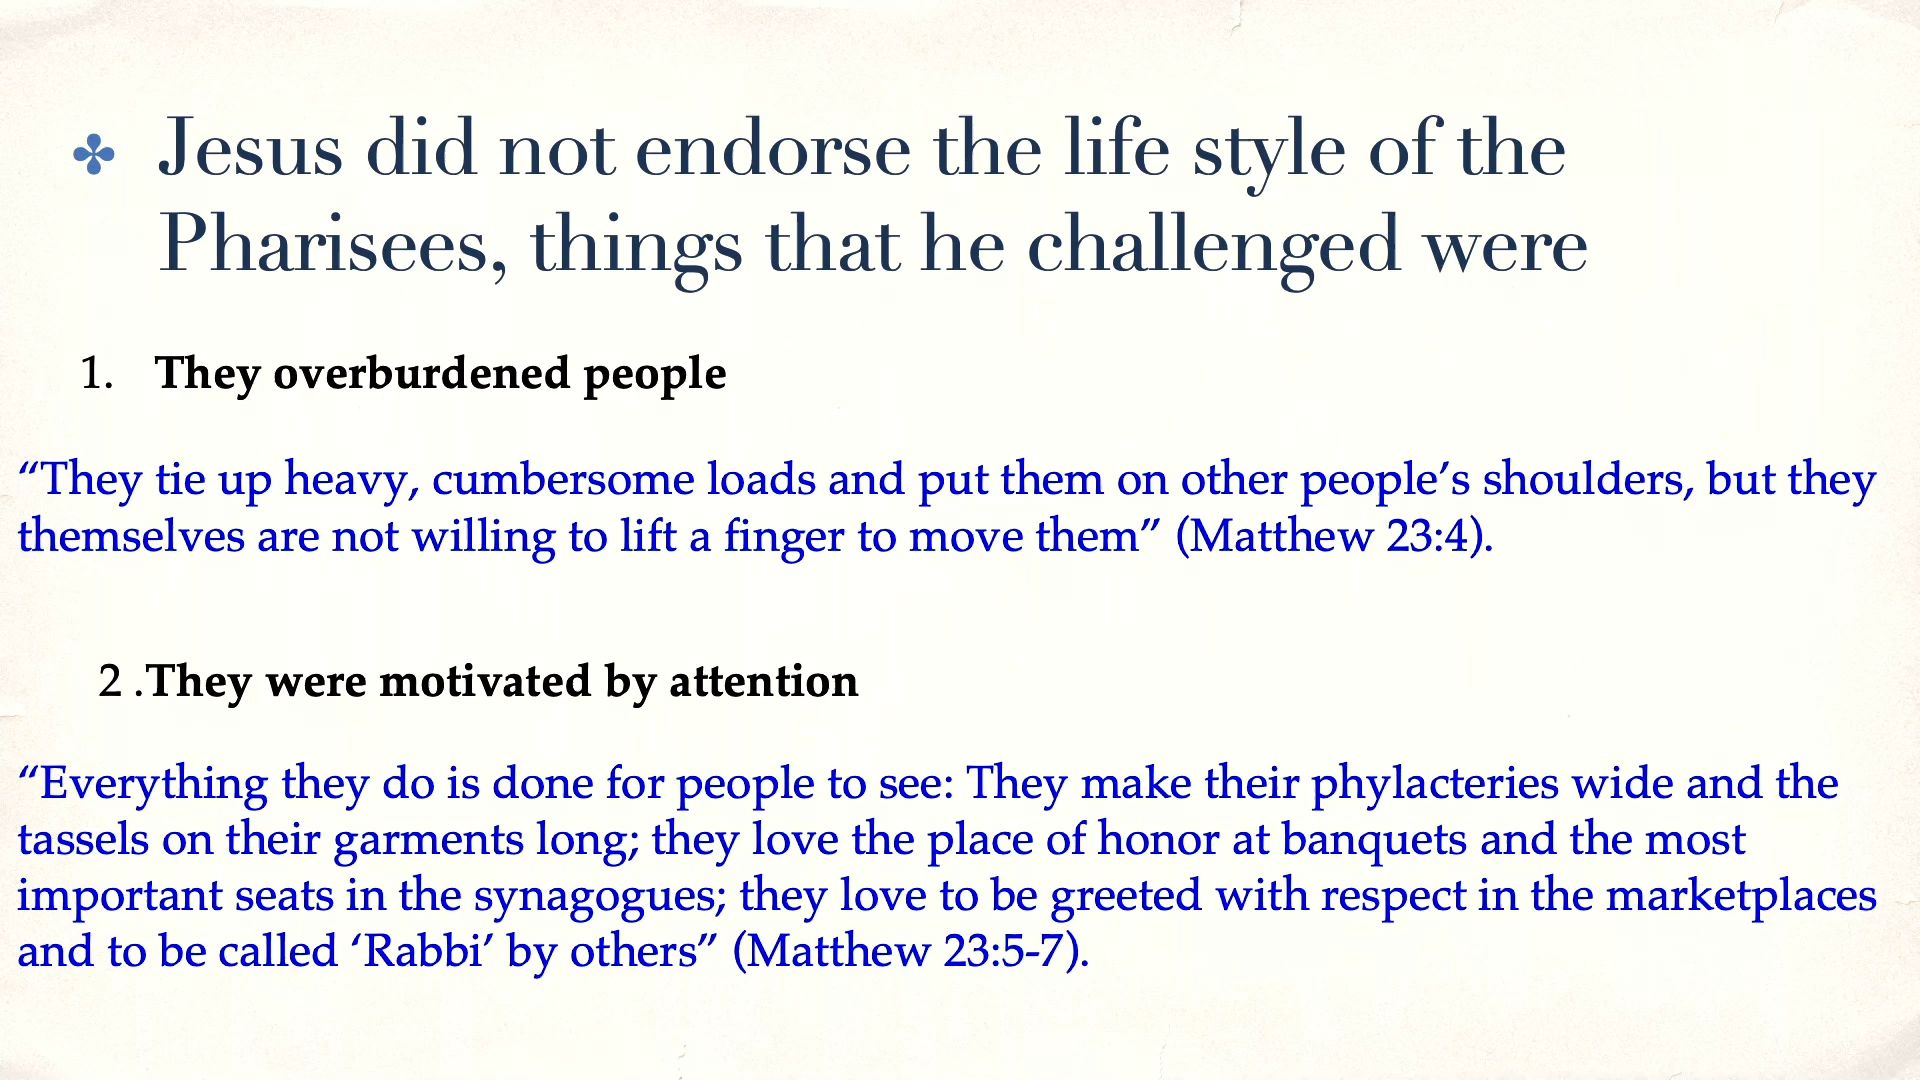 Jesus did not endorse the life style of the
Pharisees, things that he challenged were
1. They overburdened people
“They tie up heavy, cumbersome loads and put them on other people’s shoulders, but they
themselves are not willing to lift a finger to move them” (Matthew 23:4).
2 .They were motivated by attention
“Everything they do is done for people to see: They make their phylacteries wide and the
tassels on their garments long; they love the place of honor at banquets and the most
important seats in the synagogues; they love to be greeted with respect in the marketplaces
and to be called ‘Rabbi’ by others” (Matthew 23:5-7).